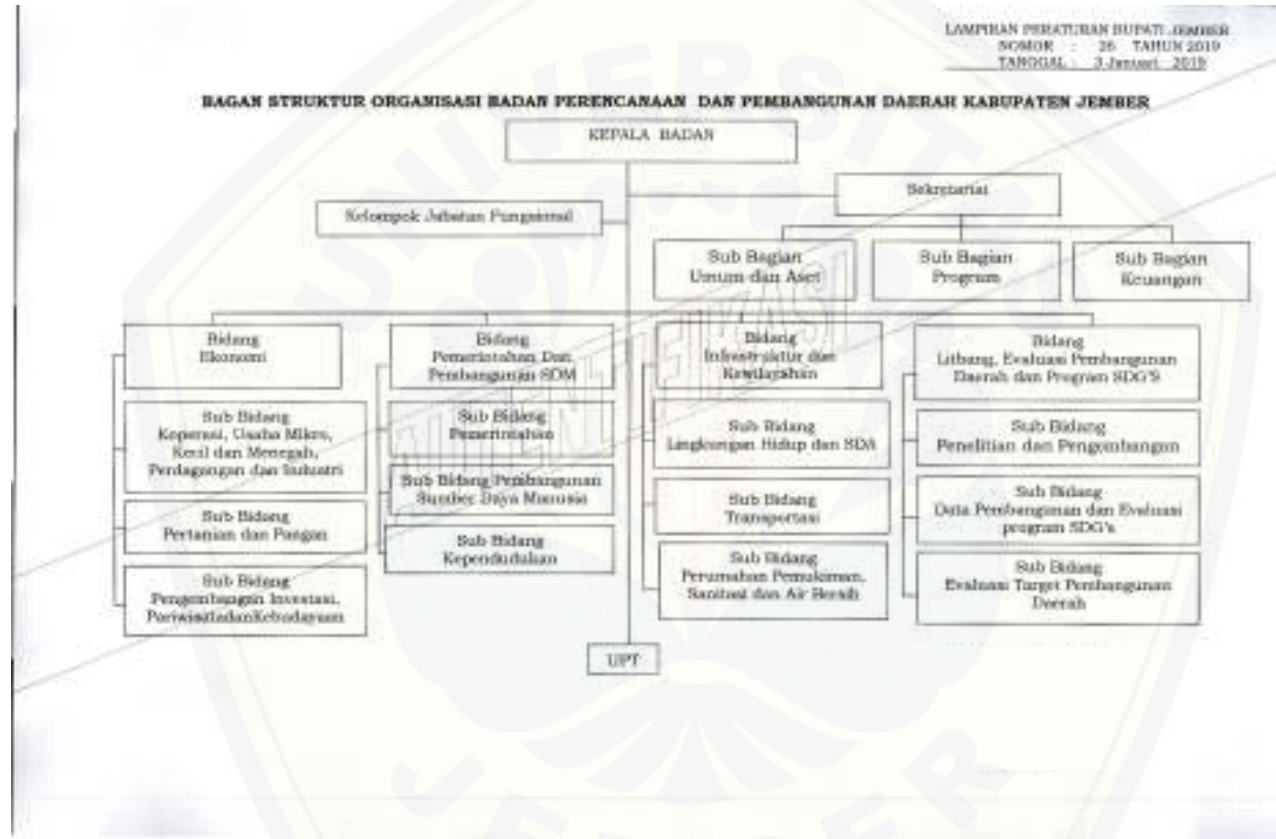 LAMPIRAN PERATURAN BUPATI JEMBER
NOMOR : 26 TAHUN 2019
TANGGAL : 3 Januari 2019
BAGAN STRUKTUR ORGANISASI BADAN PERENCANAAN DAN PEMBANGUNAN DAERAH KABUPATEN JEMBER
KEPALA BADAN
Sekretariat
Kelompok Jabatan Fungsional
Sub Bagian
Umum dan Aset
Sub Bagian
Program
Sub Bagian
Keuangan
Bidang
Ekonomi
Bidang
Pemerintahan Dan
Pembangunan SDM
Bidang
Infrastruktur dan
Kewilayahan
Bidang
Litbang, Evaluasi Pembangunan
Daerah dan Program SDG'S
Sub Bidang
Koperasi, Usaha Mikro,
Kecil dan Menegah,
Perdagangan dan Industri
Sub Bidang
Pemerintahan
Sub Bidang
Lingkungan Hidup dan SDA
Sub Bidang
Penelitian dan Pengembangan
Sub Bidang Pembangunan
Sumber Daya Manusia
Sub Bidang
Pertanian dan Pangan
Sub Bidang
Transportasi
Sub Bidang
Data Pembangunan dan Evaluasi
program SDG's
Sub Bidang
Kependudukan
Sub Bidang
Pengembangan Investasi,
PariwisatadanKebudayaan
Sub Bidang
Perumahan Pemukiman,
Sanitasi dan Air Bersih
Sub Bidang
Evaluasi Target Pembangunan
Daerah
UPT
UNIVERSITAS
JEMBER